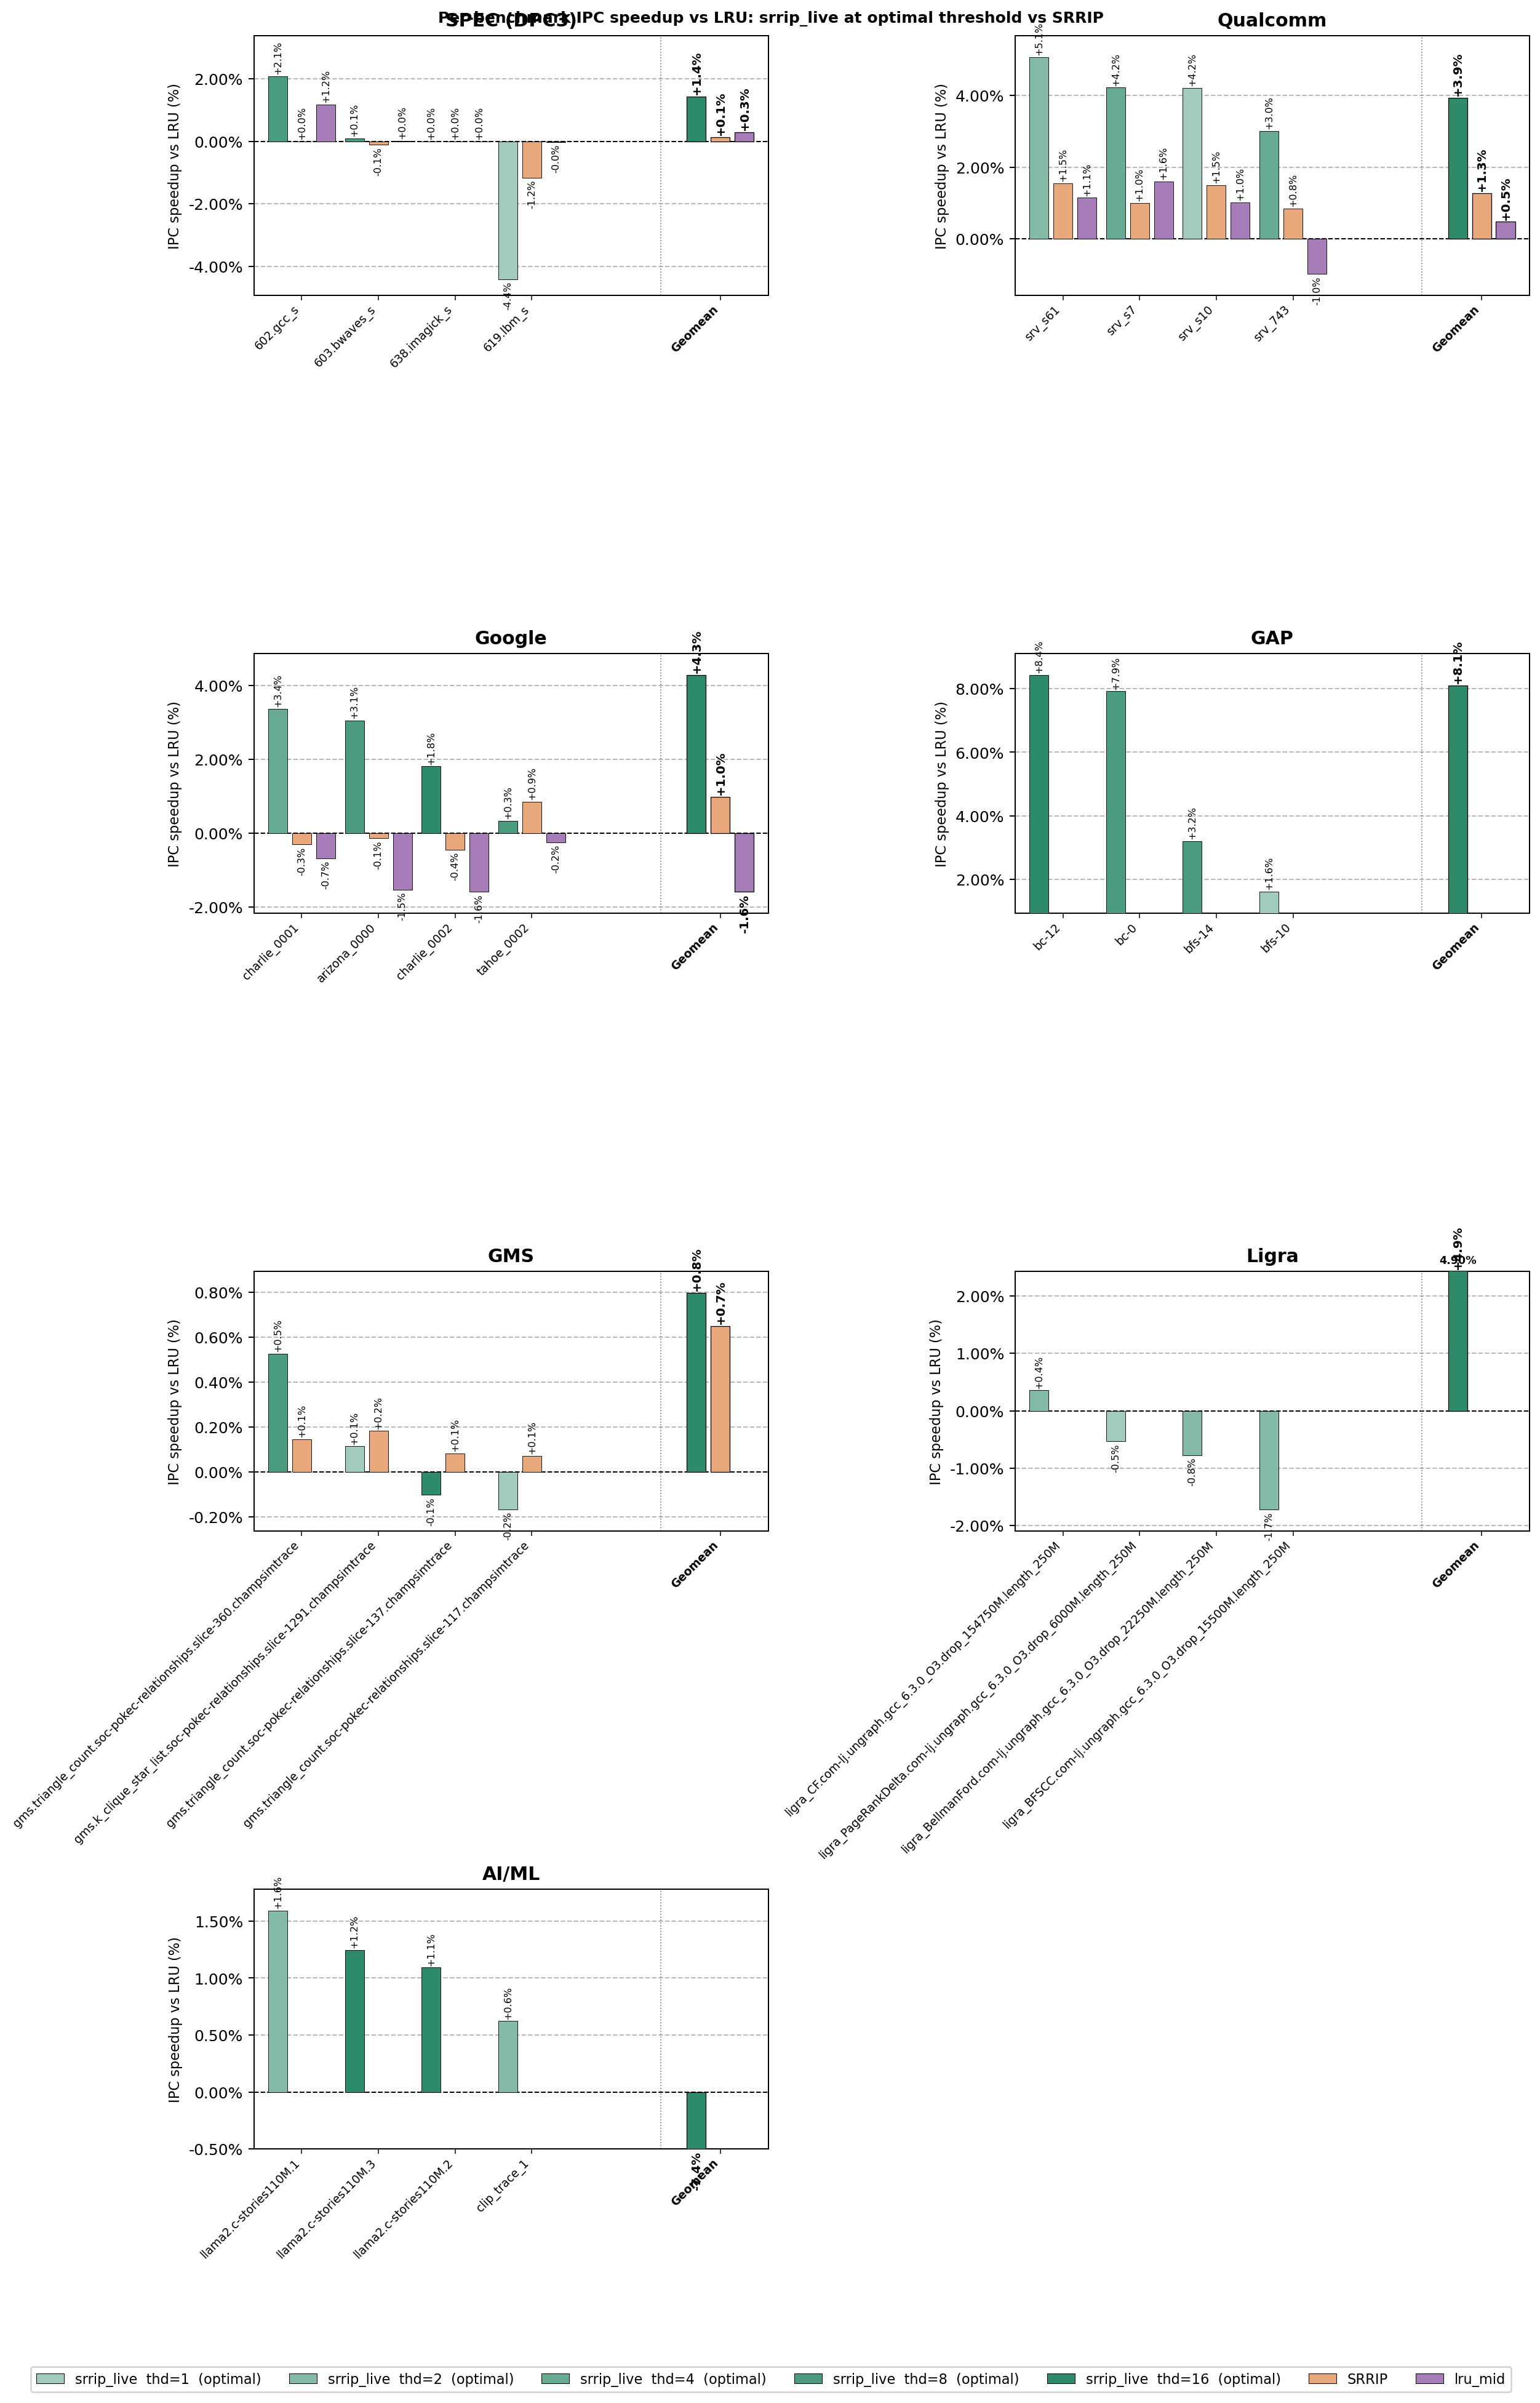 Per-benchmark IPC speedup vs LRU: srrip_live at optimal threshold vs SRRIP
SPEC (DPC3)
IPC speedup vs LRU (%)
2.00%
0.00%
-2.00%
-4.00%
+2.1%
+0.0%
+1.2%
+0.1%
-0.1%
+0.0%
+0.0%
+0.0%
+0.0%
-4.4%
-1.2%
-0.0%
+1.4%
+0.1%
+0.3%
602.gcc_s
603.bwaves_s
638.imagick_s
619.lbm_s
Geomean
Qualcomm
IPC speedup vs LRU (%)
4.00%
2.00%
0.00%
+5.1%
+1.5%
+1.1%
+4.2%
+1.0%
+1.6%
+4.2%
+1.5%
+1.0%
+3.0%
+0.8%
-1.0%
+3.9%
+1.3%
+0.5%
srv_s61
srv_s7
srv_s10
srv_743
Geomean
Google
IPC speedup vs LRU (%)
4.00%
2.00%
0.00%
-2.00%
+3.4%
-0.3%
-0.7%
+3.1%
-0.1%
-1.5%
+1.8%
-0.4%
-1.6%
+0.3%
+0.9%
-0.2%
+4.3%
+1.0%
-1.6%
charlie_0001
arizona_0000
charlie_0002
tahoe_0002
Geomean
GAP
IPC speedup vs LRU (%)
8.00%
6.00%
4.00%
2.00%
+8.4%
+7.9%
+3.2%
+1.6%
+8.1%
bc-12
bc-0
bfs-14
bfs-10
Geomean
GMS
IPC speedup vs LRU (%)
0.80%
0.60%
0.40%
0.20%
0.00%
-0.20%
+0.5%
+0.1%
+0.1%
+0.2%
-0.1%
+0.1%
-0.2%
+0.1%
+0.8%
+0.7%
gms.triangle_count.soc-pokec-relationships.slice-360.champsimtrace
gms.k_clique_star_list.soc-pokec-relationships.slice-1291.champsimtrace
gms.triangle_count.soc-pokec-relationships.slice-137.champsimtrace
gms.triangle_count.soc-pokec-relationships.slice-117.champsimtrace
Geomean
Ligra
IPC speedup vs LRU (%)
2.00%
1.00%
0.00%
-1.00%
-2.00%
+0.4%
-0.5%
-0.8%
-1.7%
+4.9%
4.90%
ligra_CF.com-lj.ungraph.gcc_6.3.0_O3.drop_154750M.length_250M
ligra_PageRankDelta.com-lj.ungraph.gcc_6.3.0_O3.drop_6000M.length_250M
ligra_BellmanFord.com-lj.ungraph.gcc_6.3.0_O3.drop_22250M.length_250M
ligra_BFSCC.com-lj.ungraph.gcc_6.3.0_O3.drop_15500M.length_250M
Geomean
AI/ML
IPC speedup vs LRU (%)
1.50%
1.00%
0.50%
0.00%
-0.50%
+1.6%
+1.2%
+1.1%
+0.6%
llama2.c-stories110M.1
llama2.c-stories110M.3
llama2.c-stories110M.2
clip_trace_1
Geomean
srrip_live thd=1 (optimal)
srrip_live thd=2 (optimal)
srrip_live thd=4 (optimal)
srrip_live thd=8 (optimal)
srrip_live thd=16 (optimal)
SRRIP
lru_mid